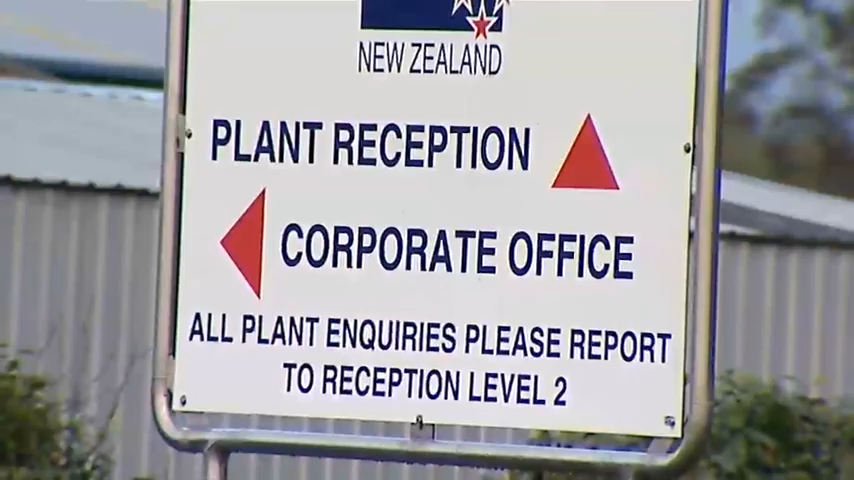 NEW ZEALAND
PLANT RECEPTION
CORPORATE OFFICE
ALL PLANT ENQUIRIES PLEASE REPORT
TO RECEPTION LEVEL 2